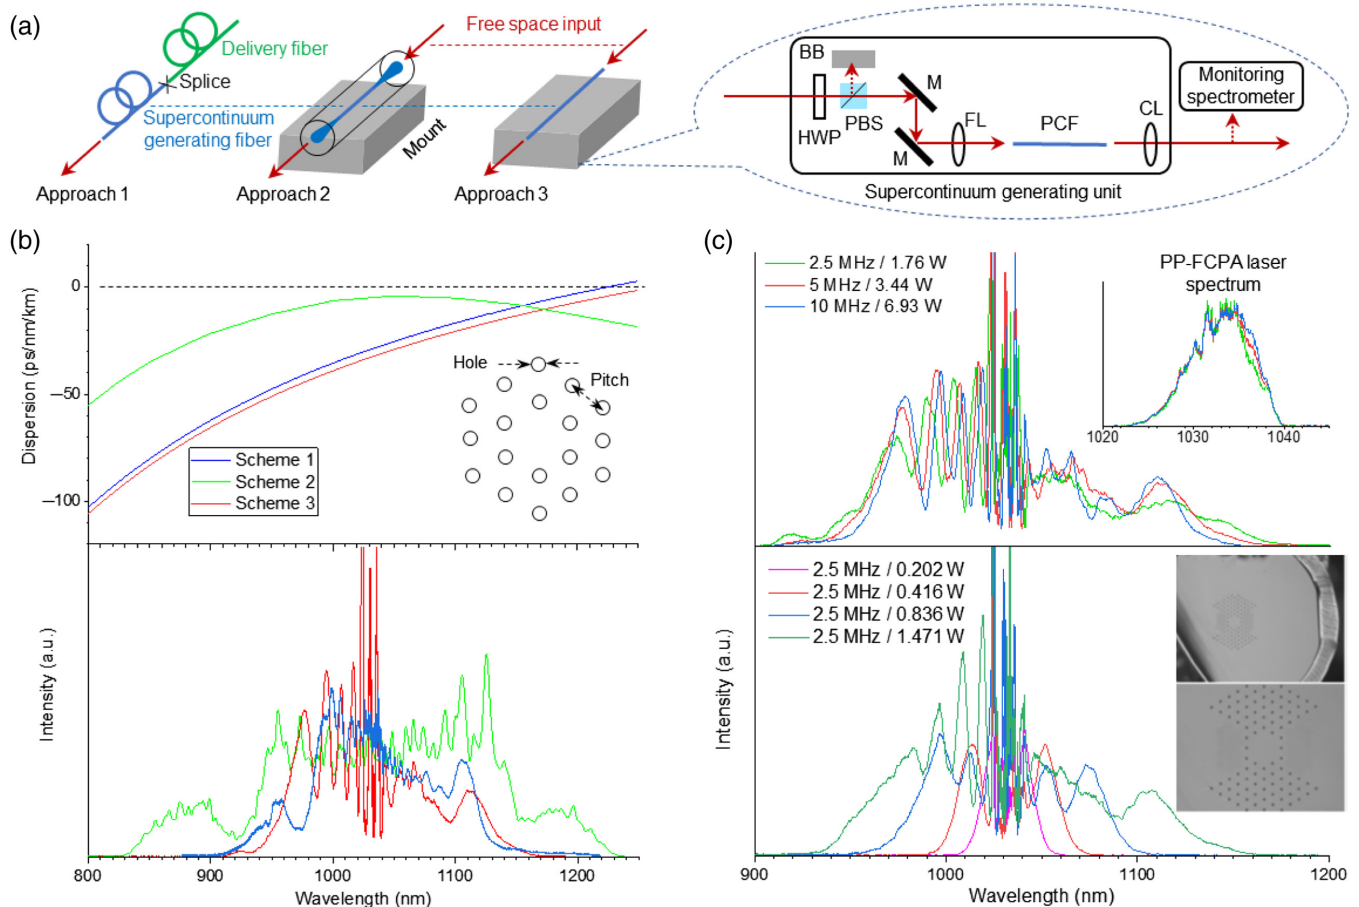 (a)
Delivery fiber
Splice
Supercontinuum
generating fiber
Approach 1
Free space input
Mount
Approach 2
Approach 3
BB
HWP
PBS
M
M
FL
PCF
CL
Monitoring
spectrometer
Supercontinuum generating unit
(b)
Dispersion (ps/nm/km)
0
−50
−100
Hole
Pitch
Scheme 1
Scheme 2
Scheme 3
Intensity (a.u.)
800
900
1000
1100
1200
Wavelength (nm)
(c)
2.5 MHz / 1.76 W
5 MHz / 3.44 W
10 MHz / 6.93 W
PP-FCPA laser
spectrum
1020
1030
1040
2.5 MHz / 0.202 W
2.5 MHz / 0.416 W
2.5 MHz / 0.836 W
2.5 MHz / 1.471 W
Intensity (a.u.)
900
1000
1100
1200
Wavelength (nm)